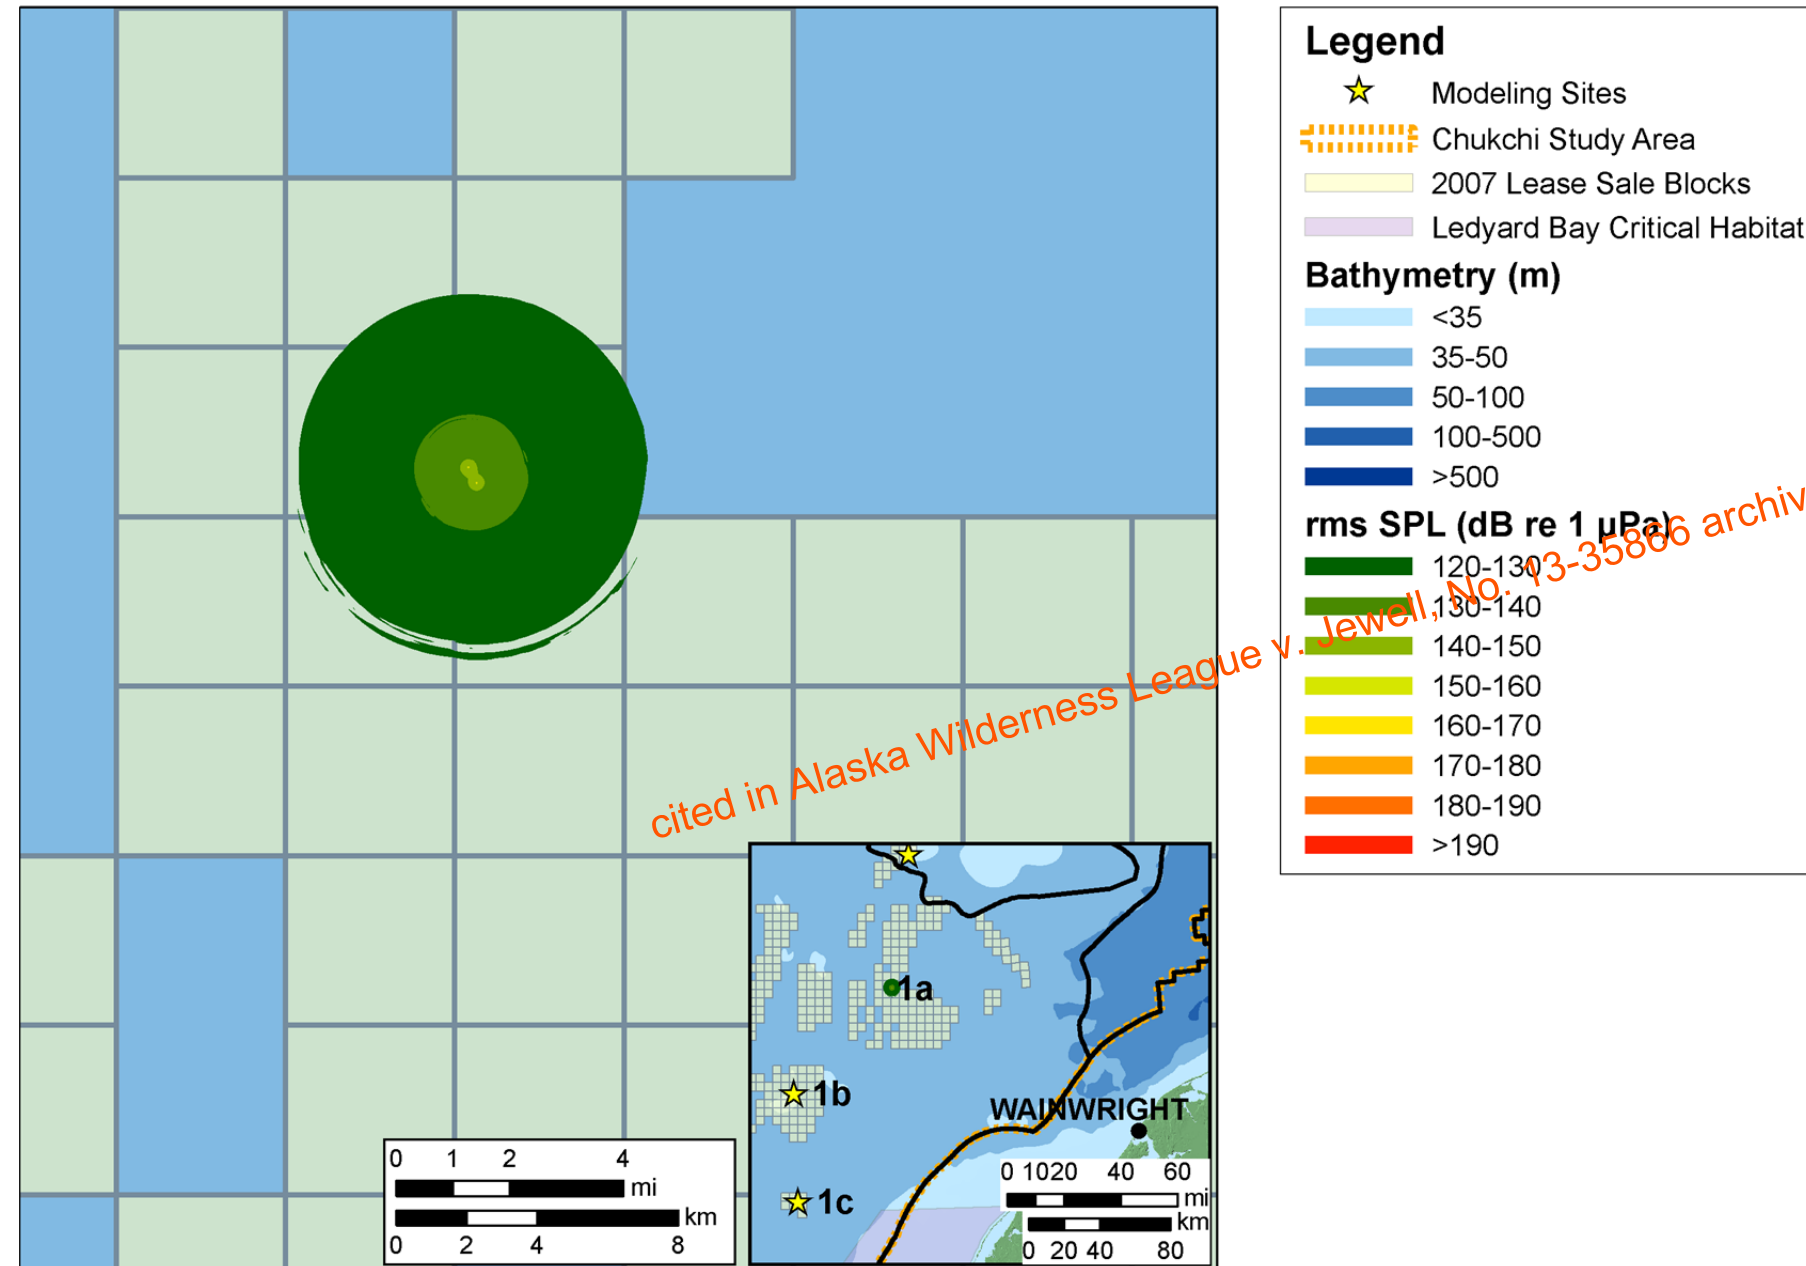 Legend
Modeling Sites
Chukchi Study Area
2007 Lease Sale Blocks
Ledyard Bay Critical Habitat
Bathymetry (m)
<35
35-50
50-100
100-500
>500
rms SPL (dB re 1 µPa)
120-130
130-140
140-150
150-160
160-170
170-180
180-190
>190
cited in Alaska Wilderness League v. Jewell, No. 13-35866 archiv
1a
1b
WAINWRIGHT
1c
0 1 2 4
mi
km
0 2 4 8
0 10 20 40 60
mi
km
0 20 40 80